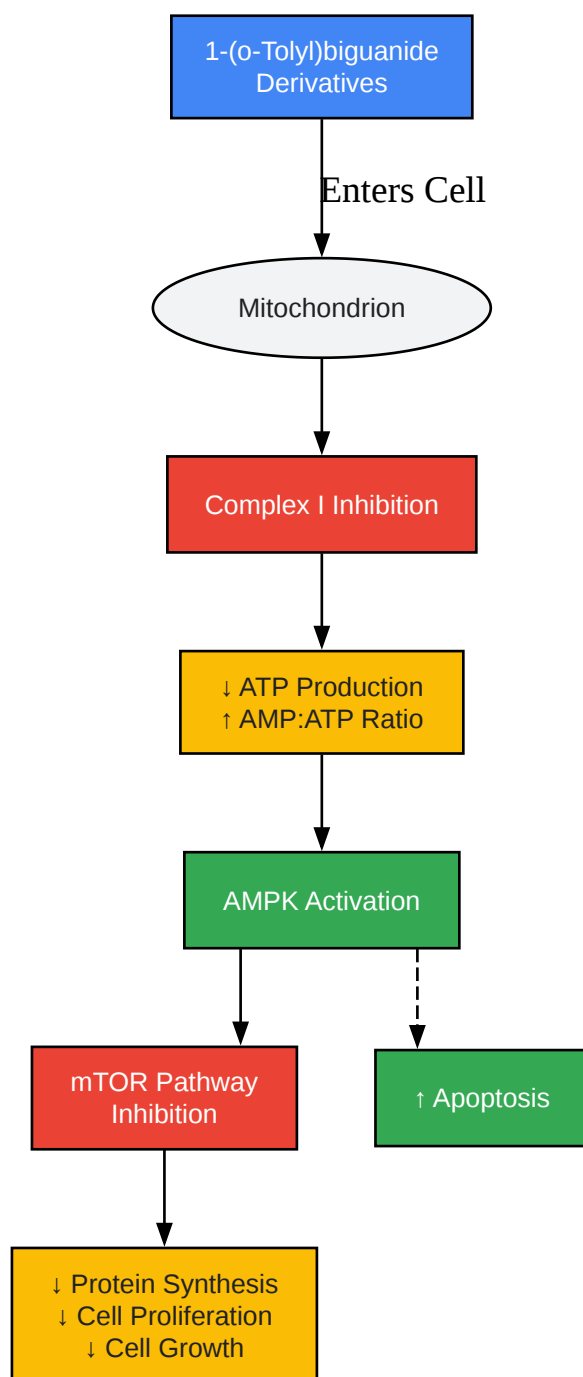 1-(o-Tolyl)biguanide
Derivatives
Enters Cell
Mitochondrion
Complex I Inhibition
↓ ATP Production
↑ AMP:ATP Ratio
AMPK Activation
mTOR Pathway
Inhibition
↑ Apoptosis
↓ Protein Synthesis
↓ Cell Proliferation
↓ Cell Growth